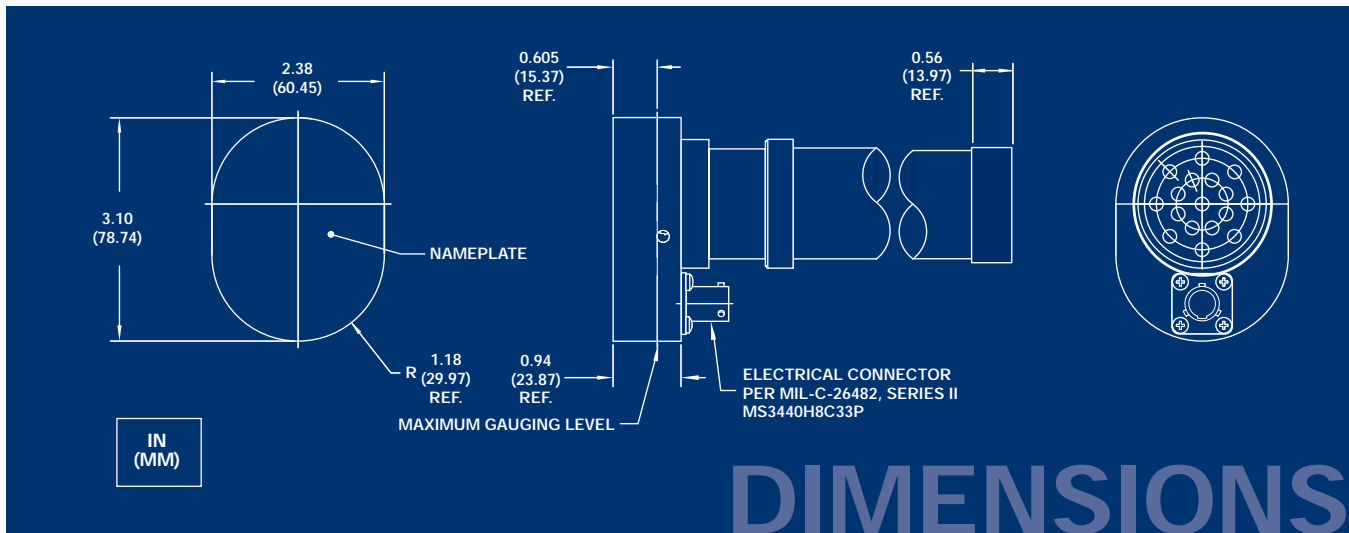 2.38
(60.45)
0.605
(15.37)
REF.
0.56
(13.97)
REF.
3.10
(78.74)
NAMEPLATE
R 1.18
(29.97)
REF.
0.94
(23.87)
REF.
MAXIMUM GAUGING LEVEL
ELECTRICAL CONNECTOR
PER MIL-C-26482, SERIES II
MS3440H8C33P
IN
(MM)
DIMENSIONS